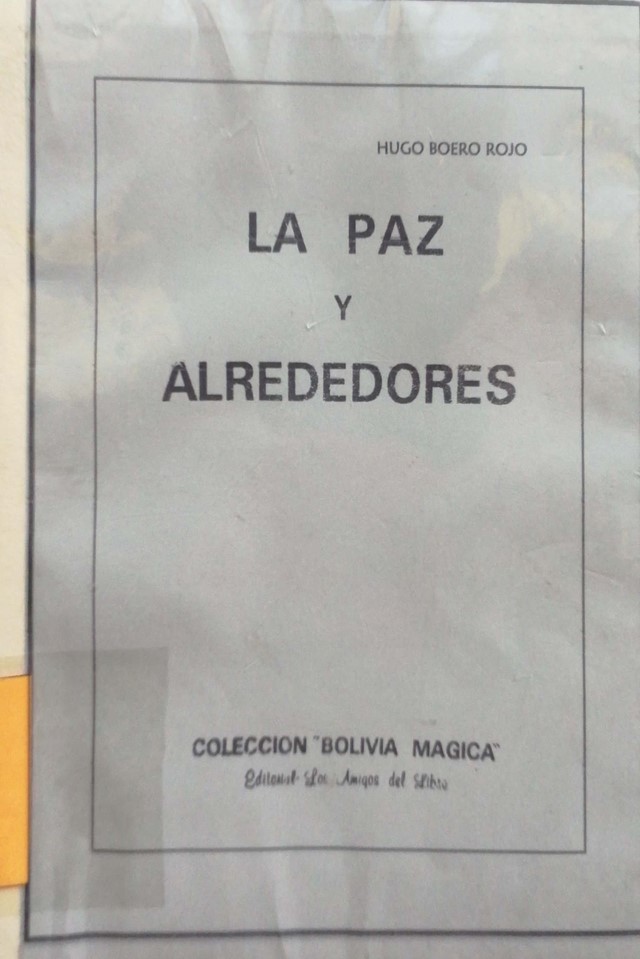 HUGO BOERO ROJO
LA PAZ
Y
ALREDEDORES
COLECCION "BOLIVIA MAGICA"
Editorial Los Amigos del Libro